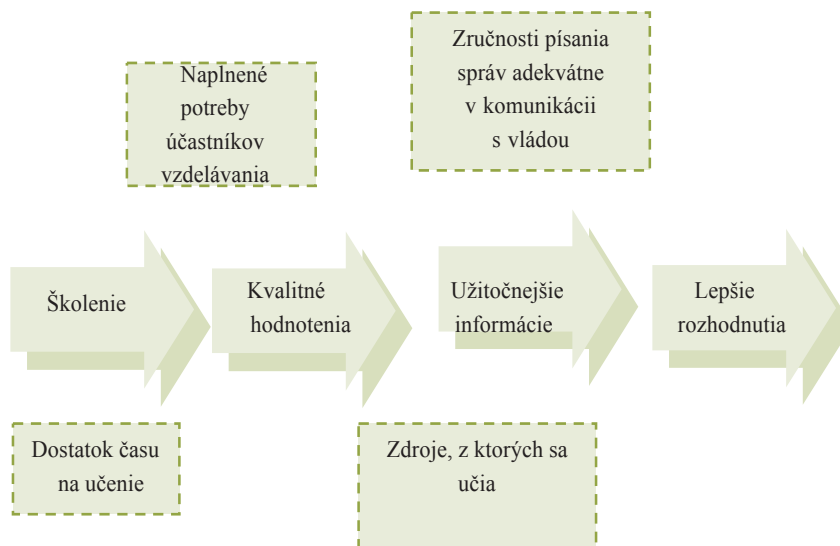 Naplnené
potreby
účastníkov
vzdelávania
Zručnosti písania
správ adekvátne
v komunikácii
s vládou
Školenie
Kvalitné
hodnotenia
Užitočnejšie
informácie
Lepšie
rozhodnutia
Dostatok času
na učenie
Zdroje, z ktorých sa
učia